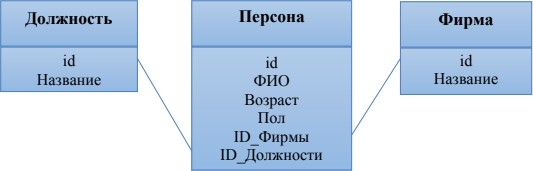 Должность
id
Название
Персона
id
ФИО
Возраст
Пол
ID_Фирмы
ID_Должности
Фирма
id
Название